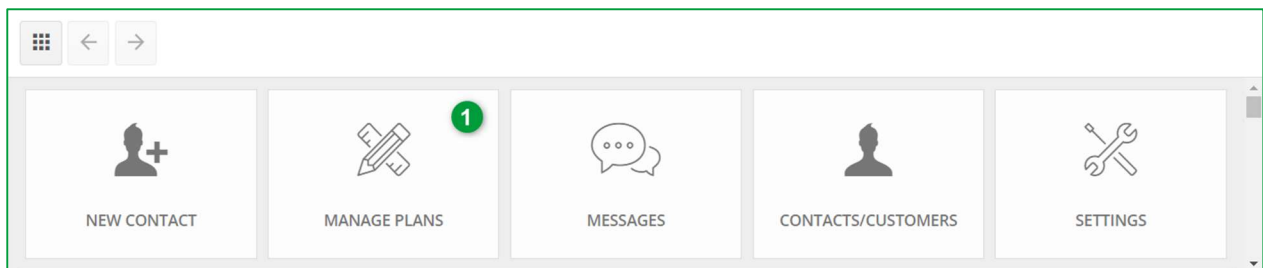 1
NEW CONTACT
MANAGE PLANS
MESSAGES
CONTACTS/CUSTOMERS
SETTINGS